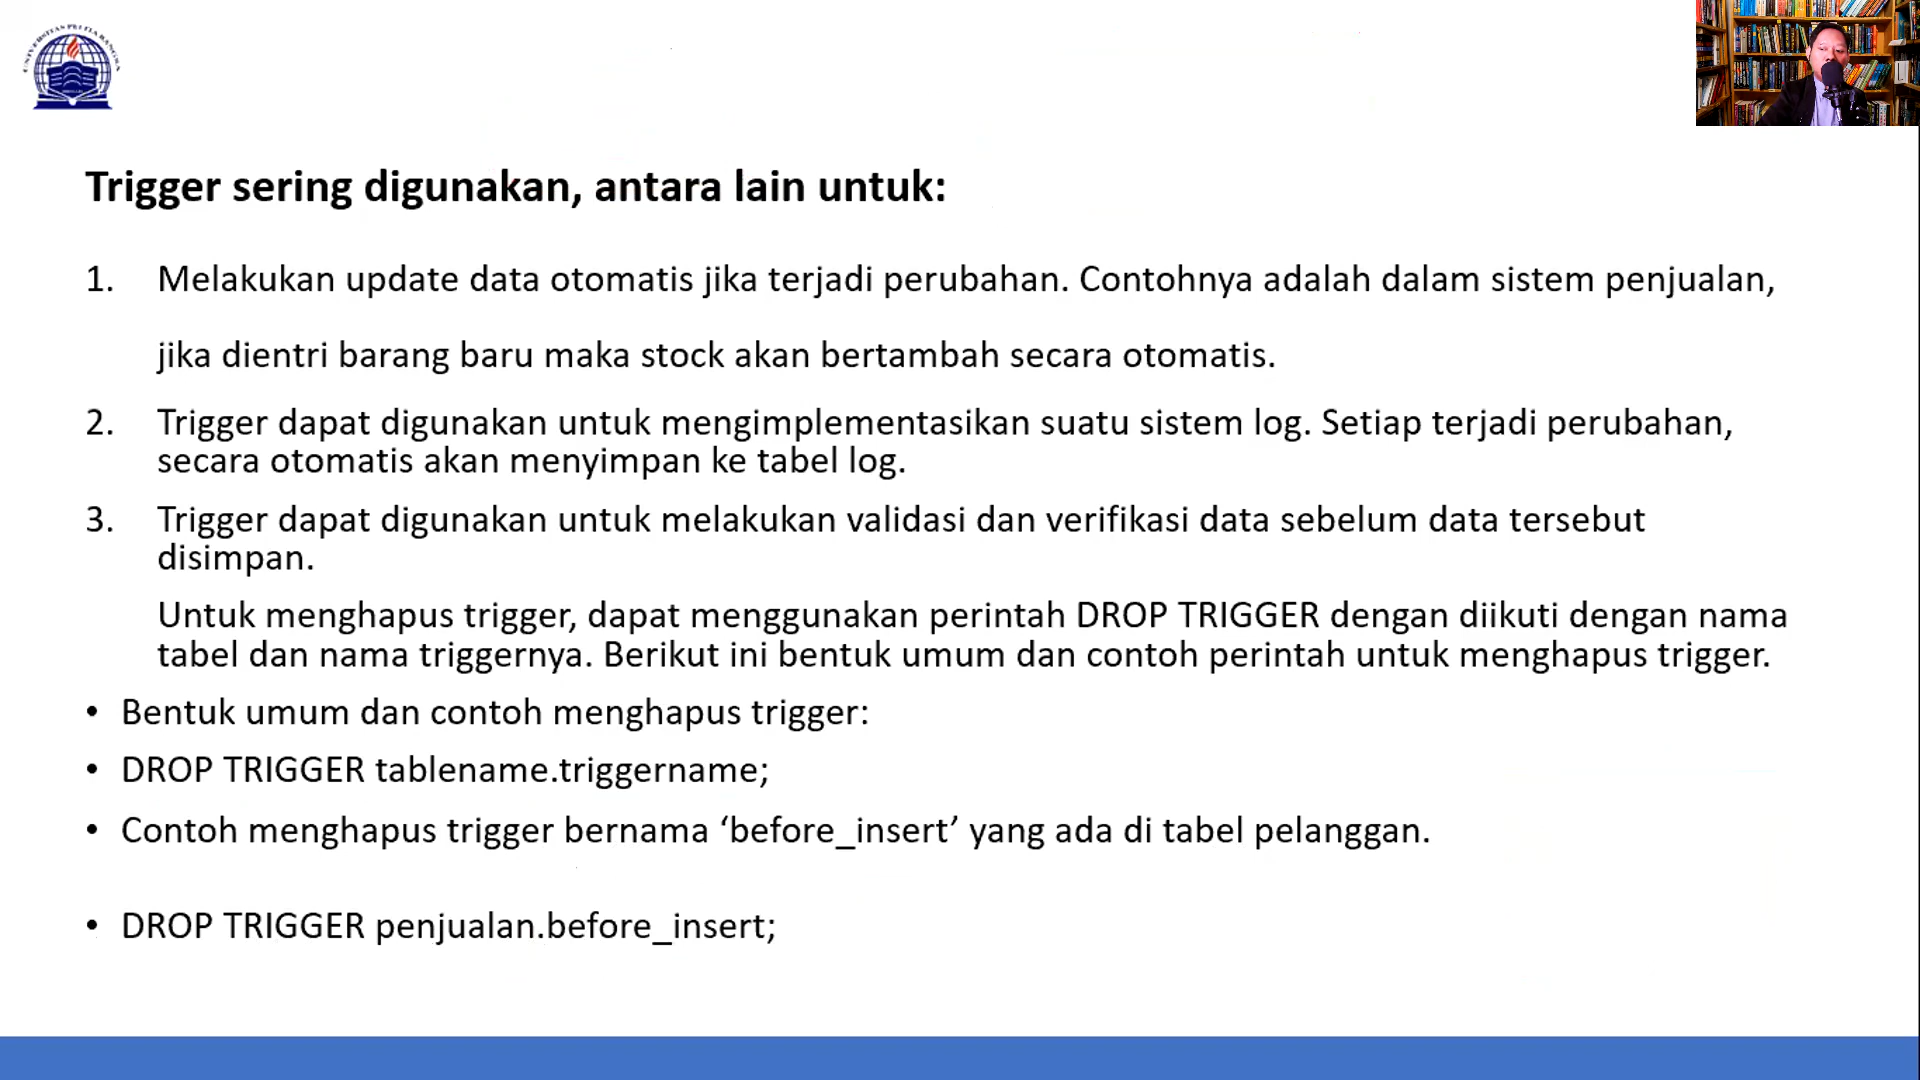 Trigger sering digunakan, antara lain untuk:
1. Melakukan update data otomatis jika terjadi perubahan. Contohnya adalah dalam sistem penjualan,
jika dientri barang baru maka stock akan bertambah secara otomatis.
2. Trigger dapat digunakan untuk mengimplementasikan suatu sistem log. Setiap terjadi perubahan,
secara otomatis akan menyimpan ke tabel log.
3. Trigger dapat digunakan untuk melakukan validasi dan verifikasi data sebelum data tersebut
disimpan.
Untuk menghapus trigger, dapat menggunakan perintah DROP TRIGGER dengan diikuti dengan nama
tabel dan nama triggernya. Berikut ini bentuk umum dan contoh perintah untuk menghapus trigger.
• Bentuk umum dan contoh menghapus trigger:
• DROP TRIGGER tablename.triggername;
• Contoh menghapus trigger bernama ‘before_insert’ yang ada di tabel pelanggan.
• DROP TRIGGER penjualan.before_insert;